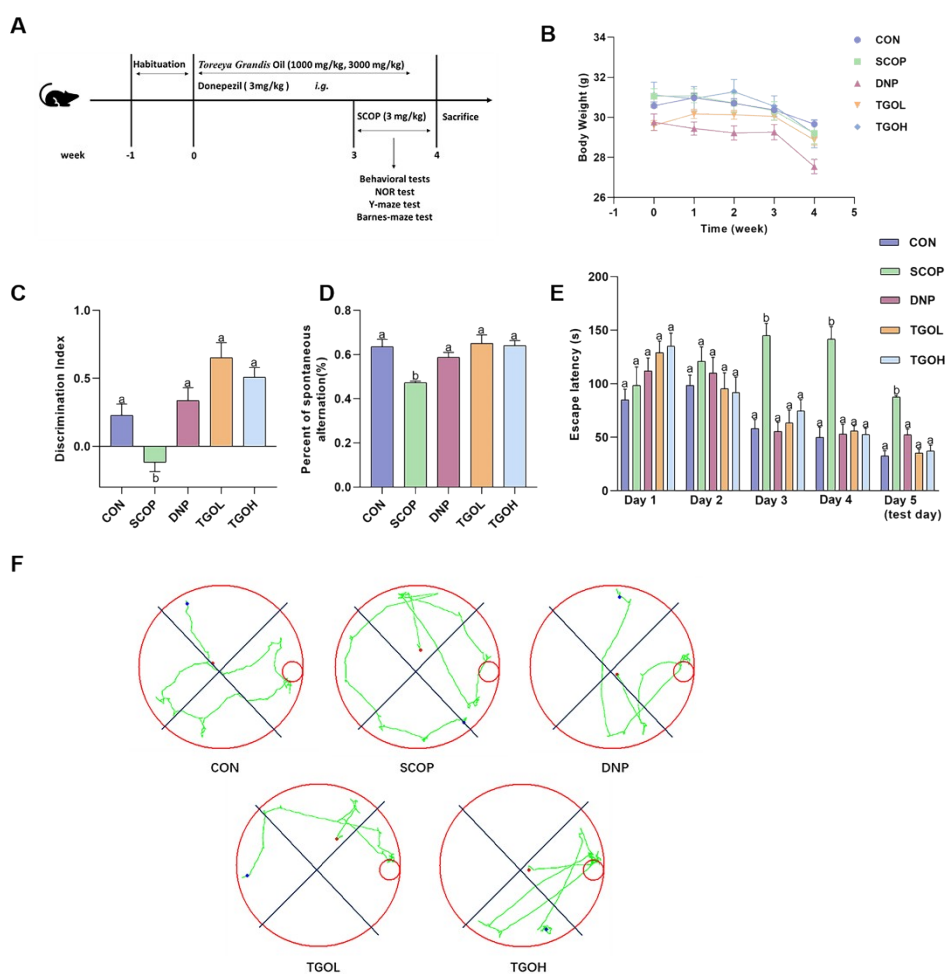 A
Habituation
Toreeya Grandis Oil (1000 mg/kg, 3000 mg/kg)
Donepezil ( 3mg/kg ) i.g.
SCOP (3 mg/kg)
Sacrifice
week -1 0 3 4
Behavioral tests
NOR test
Y-maze test
Barnes-maze test
B
Body Weight (g)
34
32
30
28
26
-1 0 1 2 3 4 5
Time (week)
CON
SCOP
DNP
TGOL
TGOH
C
Discrimination Index
1.0
0.5
0.0
a b a a a
CON SCOP DNP TGOL TGOH
D
Percent of spontaneous
alternation(%)
0.8
0.6
0.4
0.2
0.0
a b a a a
CON SCOP DNP TGOL TGOH
E
Escape latency (s)
200
150
100
50
0
a a a a a
a a a a a
a b a a a
a b a a a
a b a a a
Day 1 Day 2 Day 3 Day 4 Day 5
(test day)
CON
SCOP
DNP
TGOL
TGOH
F
CON SCOP DNP
TGOL TGOH